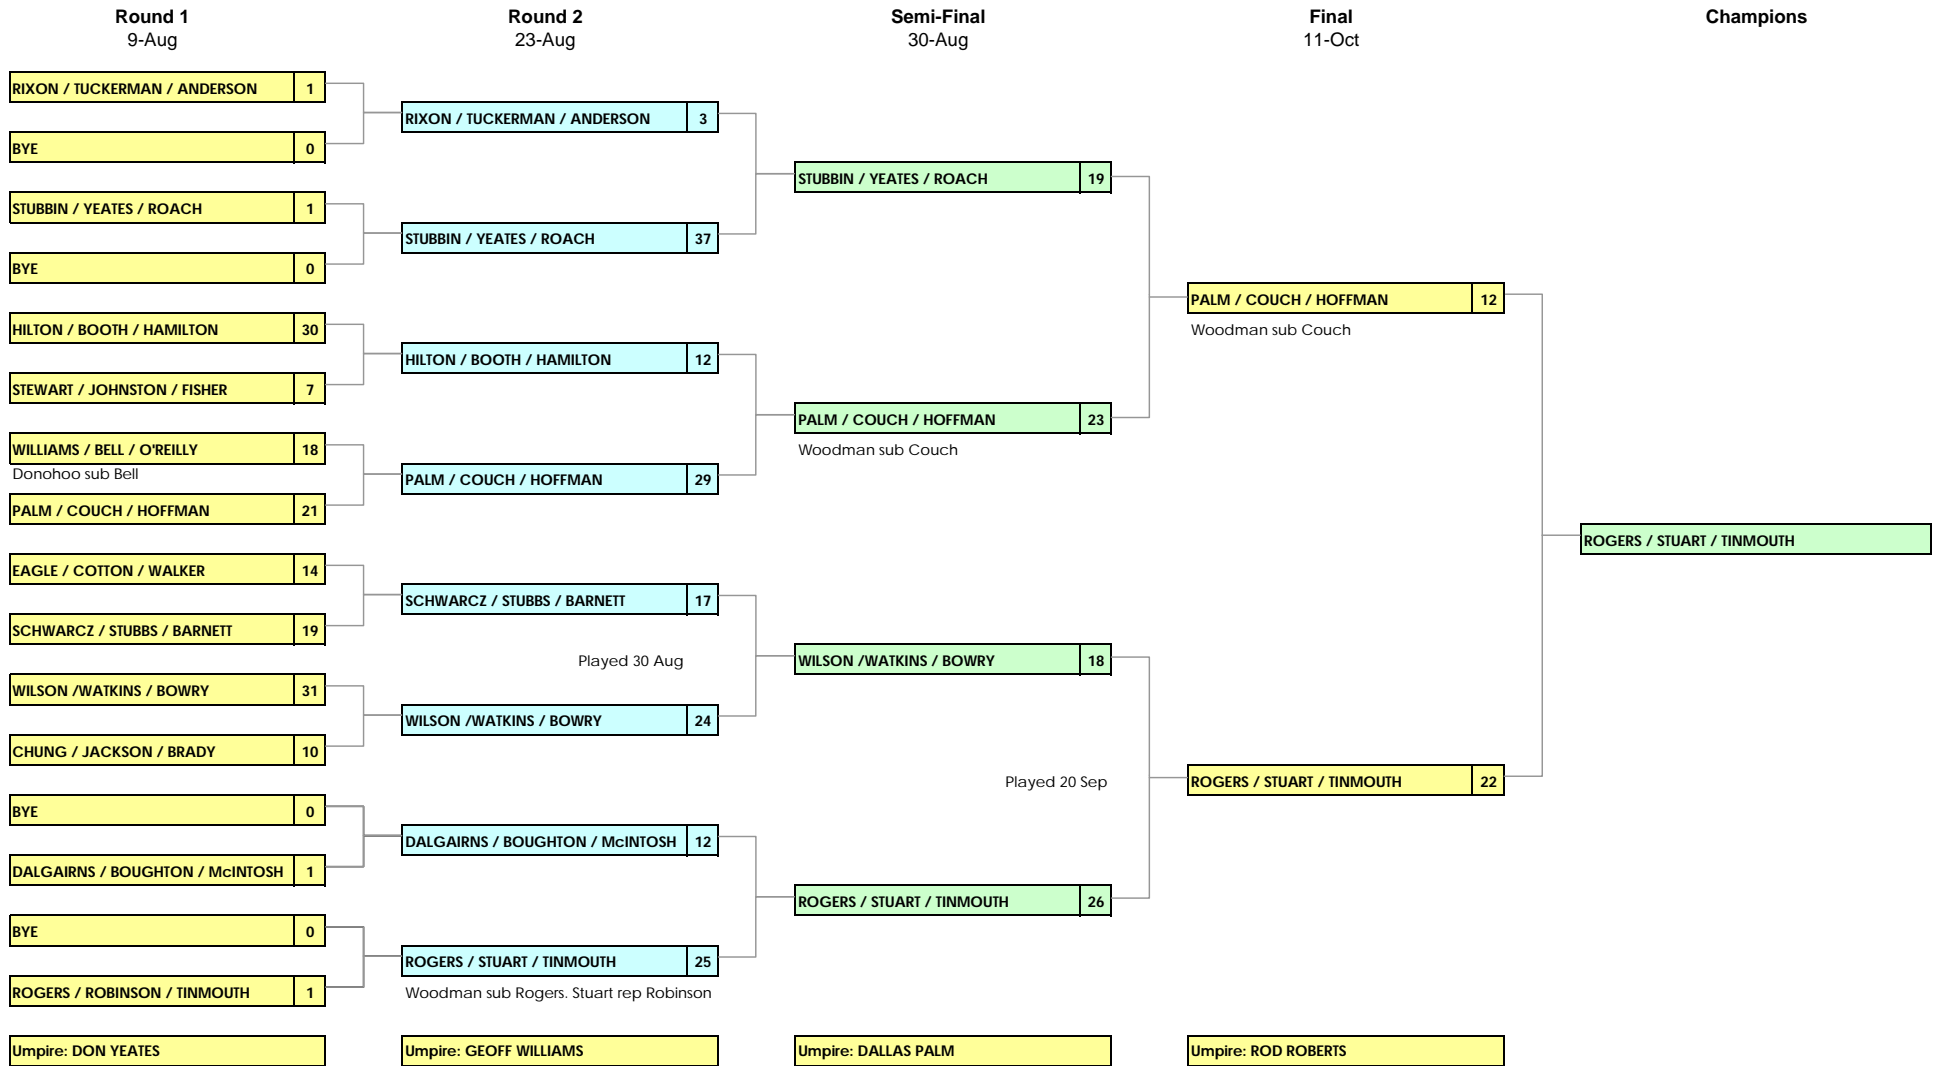 Round 1
9-Aug
Round 2
23-Aug
Semi-Final
30-Aug
Final
11-Oct
Champions
RIXON / TUCKERMAN / ANDERSON 1
BYE 0
STUBBIN / YEATES / ROACH 1
BYE 0
HILTON / BOOTH / HAMILTON 30
STEWART / JOHNSTON / FISHER 7
WILLIAMS / BELL / O'REILLY 18
Donohoo sub Bell
PALM / COUCH / HOFFMAN 21
EAGLE / COTTON / WALKER 14
SCHWARCZ / STUBBS / BARNETT 19
WILSON /WATKINS / BOWRY 31
CHUNG / JACKSON / BRADY 10
BYE 0
DALGAIRNS / BOUGHTON / McINTOSH 1
BYE 0
ROGERS / ROBINSON / TINMOUTH 1
Umpire: DON YEATES
RIXON / TUCKERMAN / ANDERSON 3
STUBBIN / YEATES / ROACH 37
HILTON / BOOTH / HAMILTON 12
PALM / COUCH / HOFFMAN 29
SCHWARCZ / STUBBS / BARNETT 17
Played 30 Aug
WILSON /WATKINS / BOWRY 24
DALGAIRNS / BOUGHTON / McINTOSH 12
ROGERS / STUART / TINMOUTH 25
Woodman sub Rogers. Stuart rep Robinson
Umpire: GEOFF WILLIAMS
STUBBIN / YEATES / ROACH 19
PALM / COUCH / HOFFMAN 23
Woodman sub Couch
WILSON /WATKINS / BOWRY 18
Played 20 Sep
ROGERS / STUART / TINMOUTH 26
Umpire: DALLAS PALM
PALM / COUCH / HOFFMAN 12
Woodman sub Couch
ROGERS / STUART / TINMOUTH 22
Umpire: ROD ROBERTS
ROGERS / STUART / TINMOUTH